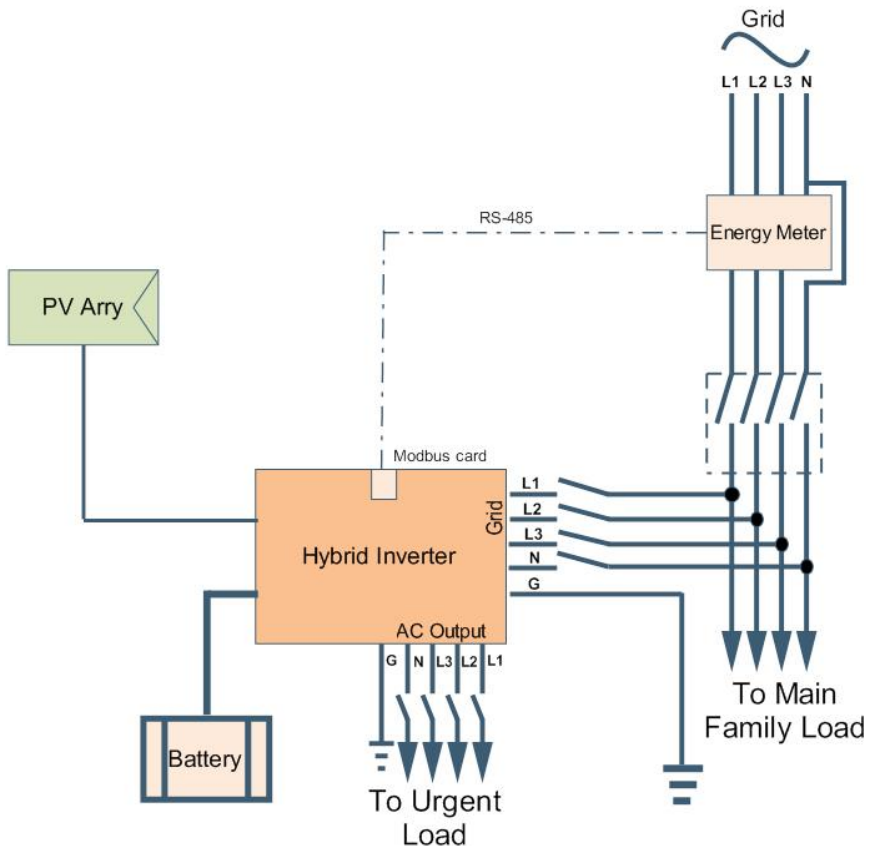 Grid
L1 L2 L3 N
RS-485
Energy Meter
PV Arry
Modbus card
L1
L2
L3
N
G
Grid
Hybrid Inverter
AC Output
G N L3 L2 L1
Battery
To Urgent
Load
To Main
Family Load